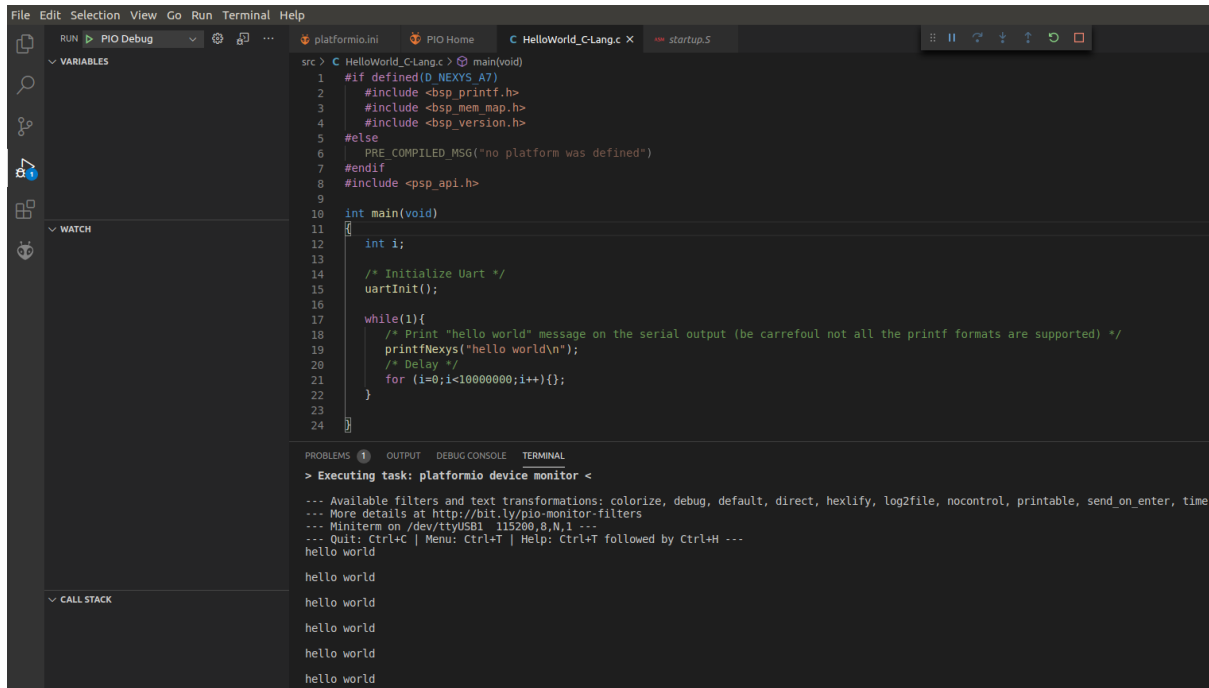 File Edit Selection View Go Run Terminal Help
RUN PIO Debug
platformio.ini PIO Home C HelloWorld_C-Lang.c startup.S
VARIABLES
WATCH
CALL STACK
1
src > C HelloWorld_C-Lang.c > main(void)
1 #if defined(D_NEXYS_A7)
2 #include <bsp_printf.h>
3 #include <bsp_mem_map.h>
4 #include <bsp_version.h>
5 #else
6 PRE_COMPILED_MSG("no platform was defined")
7 #endif
8 #include <psp_api.h>
9
10 int main(void)
11 {
12 int i;
13
14 /* Initialize Uart */
15 uartInit();
16
17 while(1){
18 /* Print "hello world" message on the serial output (be carrefoul not all the printf formats are supported) */
19 printfNexys("hello world\n");
20 /* Delay */
21 for (i=0;i<10000000;i++){};
22 }
23
24 }
PROBLEMS 1 OUTPUT DEBUG CONSOLE TERMINAL
> Executing task: platformio device monitor <
--- Available filters and text transformations: colorize, debug, default, direct, hexlify, log2file, nocontrol, printable, send_on_enter, time
--- More details at http://bit.ly/pio-monitor-filters
--- Miniterm on /dev/ttyUSB1 115200,8,N,1 ---
--- Quit: Ctrl+C | Menu: Ctrl+T | Help: Ctrl+T followed by Ctrl+H ---
hello world
hello world
hello world
hello world
hello world
hello world